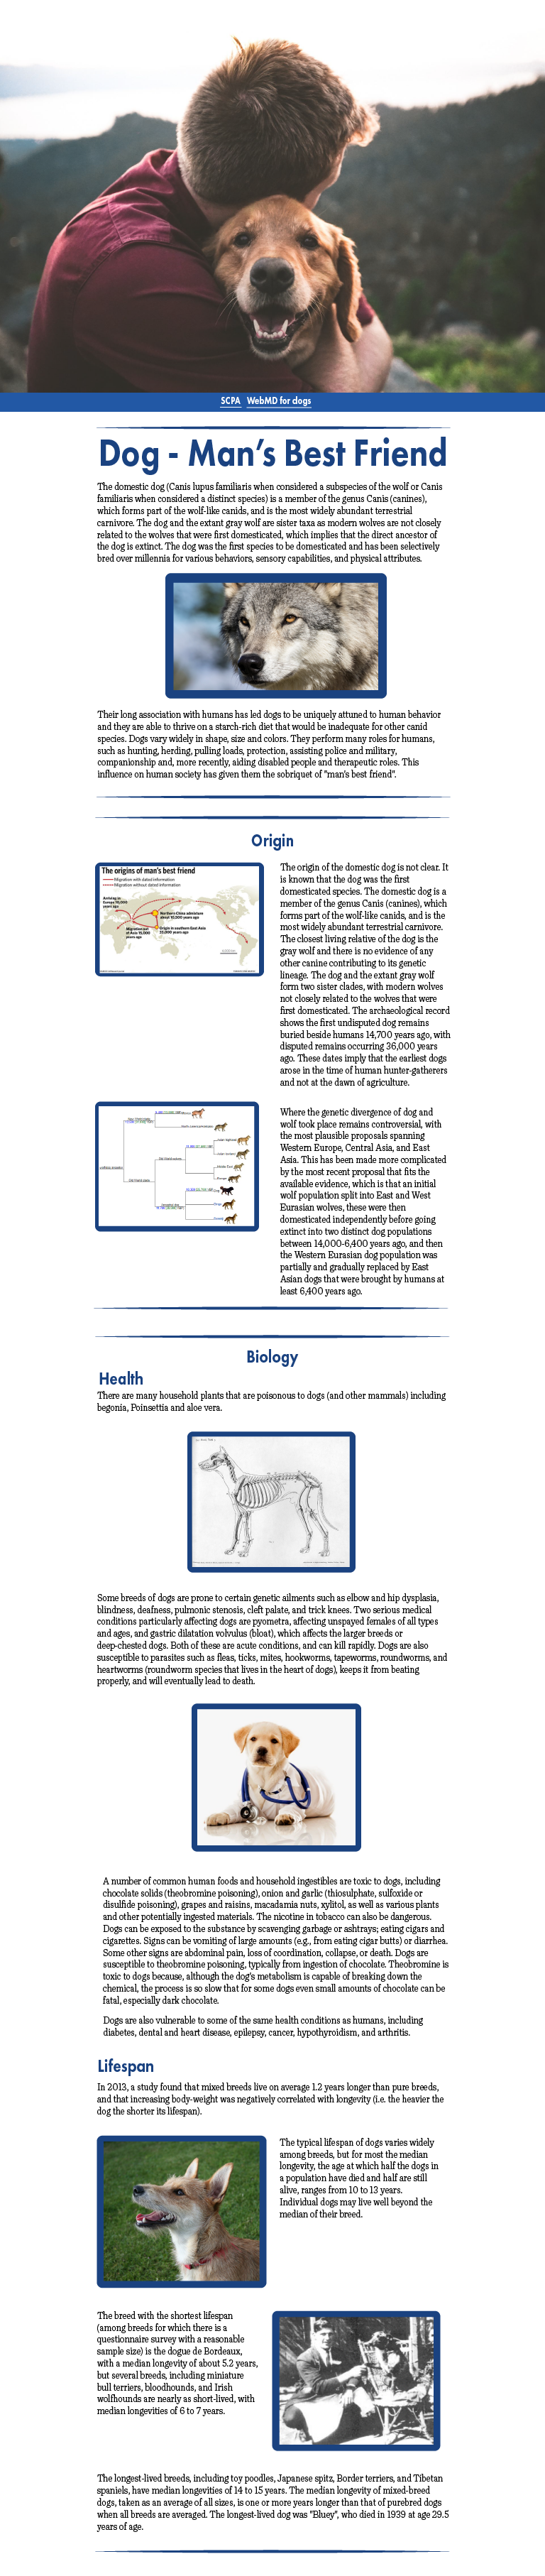 SCPA WebMD for dogs
Dog - Man's Best Friend
The domestic dog (Canis lupus familiaris when considered a subspecies of the wolf or Canis
familiaris when considered a distinct species) is a member of the genus Canis (canines),
which forms part of the wolf-like canids, and is the most widely abundant terrestrial
carnivore. The dog and the extant gray wolf are sister taxa as modern wolves are not closely
related to the wolves that were first domesticated, which implies that the direct ancestor of
the dog is extinct. The dog was the first species to be domesticated and has been selectively
bred over millennia for various behaviors, sensory capabilities, and physical attributes.
Their long association with humans has led dogs to be uniquely attuned to human behavior
and they are able to thrive on a starch-rich diet that would be inadequate for other canid
species. Dogs vary widely in shape, size and colors. They perform many roles for humans,
such as hunting, herding, pulling loads, protection, assisting police and military,
companionship and, more recently, aiding disabled people and therapeutic roles. This
influence on human society has given them the sobriquet of "man's best friend".
Origin
The origins of man's best friend
Migration with dated information
Migration without dated information
Arriving in
Europe 10,000
years ago
Northern China admixture
about 10,000 years ago
Migration out
of Asia 15,000
years ago
Origin in southern East Asia
33,000 years ago
The origin of the domestic dog is not clear. It
is known that the dog was the first
domesticated species. The domestic dog is a
member of the genus Canis (canines), which
forms part of the wolf-like canids, and is the
most widely abundant terrestrial carnivore.
The closest living relative of the dog is the
gray wolf and there is no evidence of any
other canine contributing to its genetic
lineage. The dog and the extant gray wolf
form two sister clades, with modern wolves
not closely related to the wolves that were
first domesticated. The archaeological record
shows the first undisputed dog remains
buried beside humans 14,700 years ago, with
disputed remains occurring 36,000 years
ago. These dates imply that the earliest dogs
arose in the time of human hunter-gatherers
and not at the dawn of agriculture.
Where the genetic divergence of dog and
wolf took place remains controversial, with
the most plausible proposals spanning
Western Europe, Central Asia, and East
Asia. This has been made more complicated
by the most recent proposal that fits the
available evidence, which is that an initial
wolf population split into East and West
Eurasian wolves, these were then
domesticated independently before going
extinct into two distinct dog populations
between 14,000-6,400 years ago, and then
the Western Eurasian dog population was
partially and gradually replaced by East
Asian dogs that were brought by humans at
least 6,400 years ago.
Biology
Health
There are many household plants that are poisonous to dogs (and other mammals) including
begonia, Poinsettia and aloe vera.
Some breeds of dogs are prone to certain genetic ailments such as elbow and hip dysplasia,
blindness, deafness, pulmonic stenosis, cleft palate, and trick knees. Two serious medical
conditions particularly affecting dogs are pyometra, affecting unspayed females of all types
and ages, and gastric dilatation volvulus (bloat), which affects the larger breeds or
deep-chested dogs. Both of these are acute conditions, and can kill rapidly. Dogs are also
susceptible to parasites such as fleas, ticks, mites, hookworms, tapeworms, roundworms, and
heartworms (roundworm species that lives in the heart of dogs), keeps it from beating
properly, and will eventually lead to death.
A number of common human foods and household ingestibles are toxic to dogs, including
chocolate solids (theobromine poisoning), onion and garlic (thiosulphate, sulfoxide or
disulfide poisoning), grapes and raisins, macadamia nuts, xylitol, as well as various plants
and other potentially ingested materials. The nicotine in tobacco can also be dangerous.
Dogs can be exposed to the substance by scavenging garbage or ashtrays; eating cigars and
cigarettes. Signs can be vomiting of large amounts (e.g., from eating cigar butts) or diarrhea.
Some other signs are abdominal pain, loss of coordination, collapse, or death. Dogs are
susceptible to theobromine poisoning, typically from ingestion of chocolate. Theobromine is
toxic to dogs because, although the dog's metabolism is capable of breaking down the
chemical, the process is so slow that for some dogs even small amounts of chocolate can be
fatal, especially dark chocolate.
Dogs are also vulnerable to some of the same health conditions as humans, including
diabetes, dental and heart disease, epilepsy, cancer, hypothyroidism, and arthritis.
Lifespan
In 2013, a study found that mixed breeds live on average 1.2 years longer than pure breeds,
and that increasing body-weight was negatively correlated with longevity (i.e. the heavier the
dog the shorter its lifespan).
The typical lifespan of dogs varies widely
among breeds, but for most the median
longevity, the age at which half the dogs in
a population have died and half are still
alive, ranges from 10 to 13 years.
Individual dogs may live well beyond the
median of their breed.
The breed with the shortest lifespan
(among breeds for which there is a
questionnaire survey with a reasonable
sample size) is the dogue de Bordeaux,
with a median longevity of about 5.2 years,
but several breeds, including miniature
bull terriers, bloodhounds, and Irish
wolfhounds are nearly as short-lived, with
median longevities of 6 to 7 years.
The longest-lived breeds, including toy poodles, Japanese spitz, Border terriers, and Tibetan
spaniels, have median longevities of 14 to 15 years. The median longevity of mixed-breed
dogs, taken as an average of all sizes, is one or more years longer than that of purebred dogs
when all breeds are averaged. The longest-lived dog was "Bluey", who died in 1939 at age 29.5
years of age.